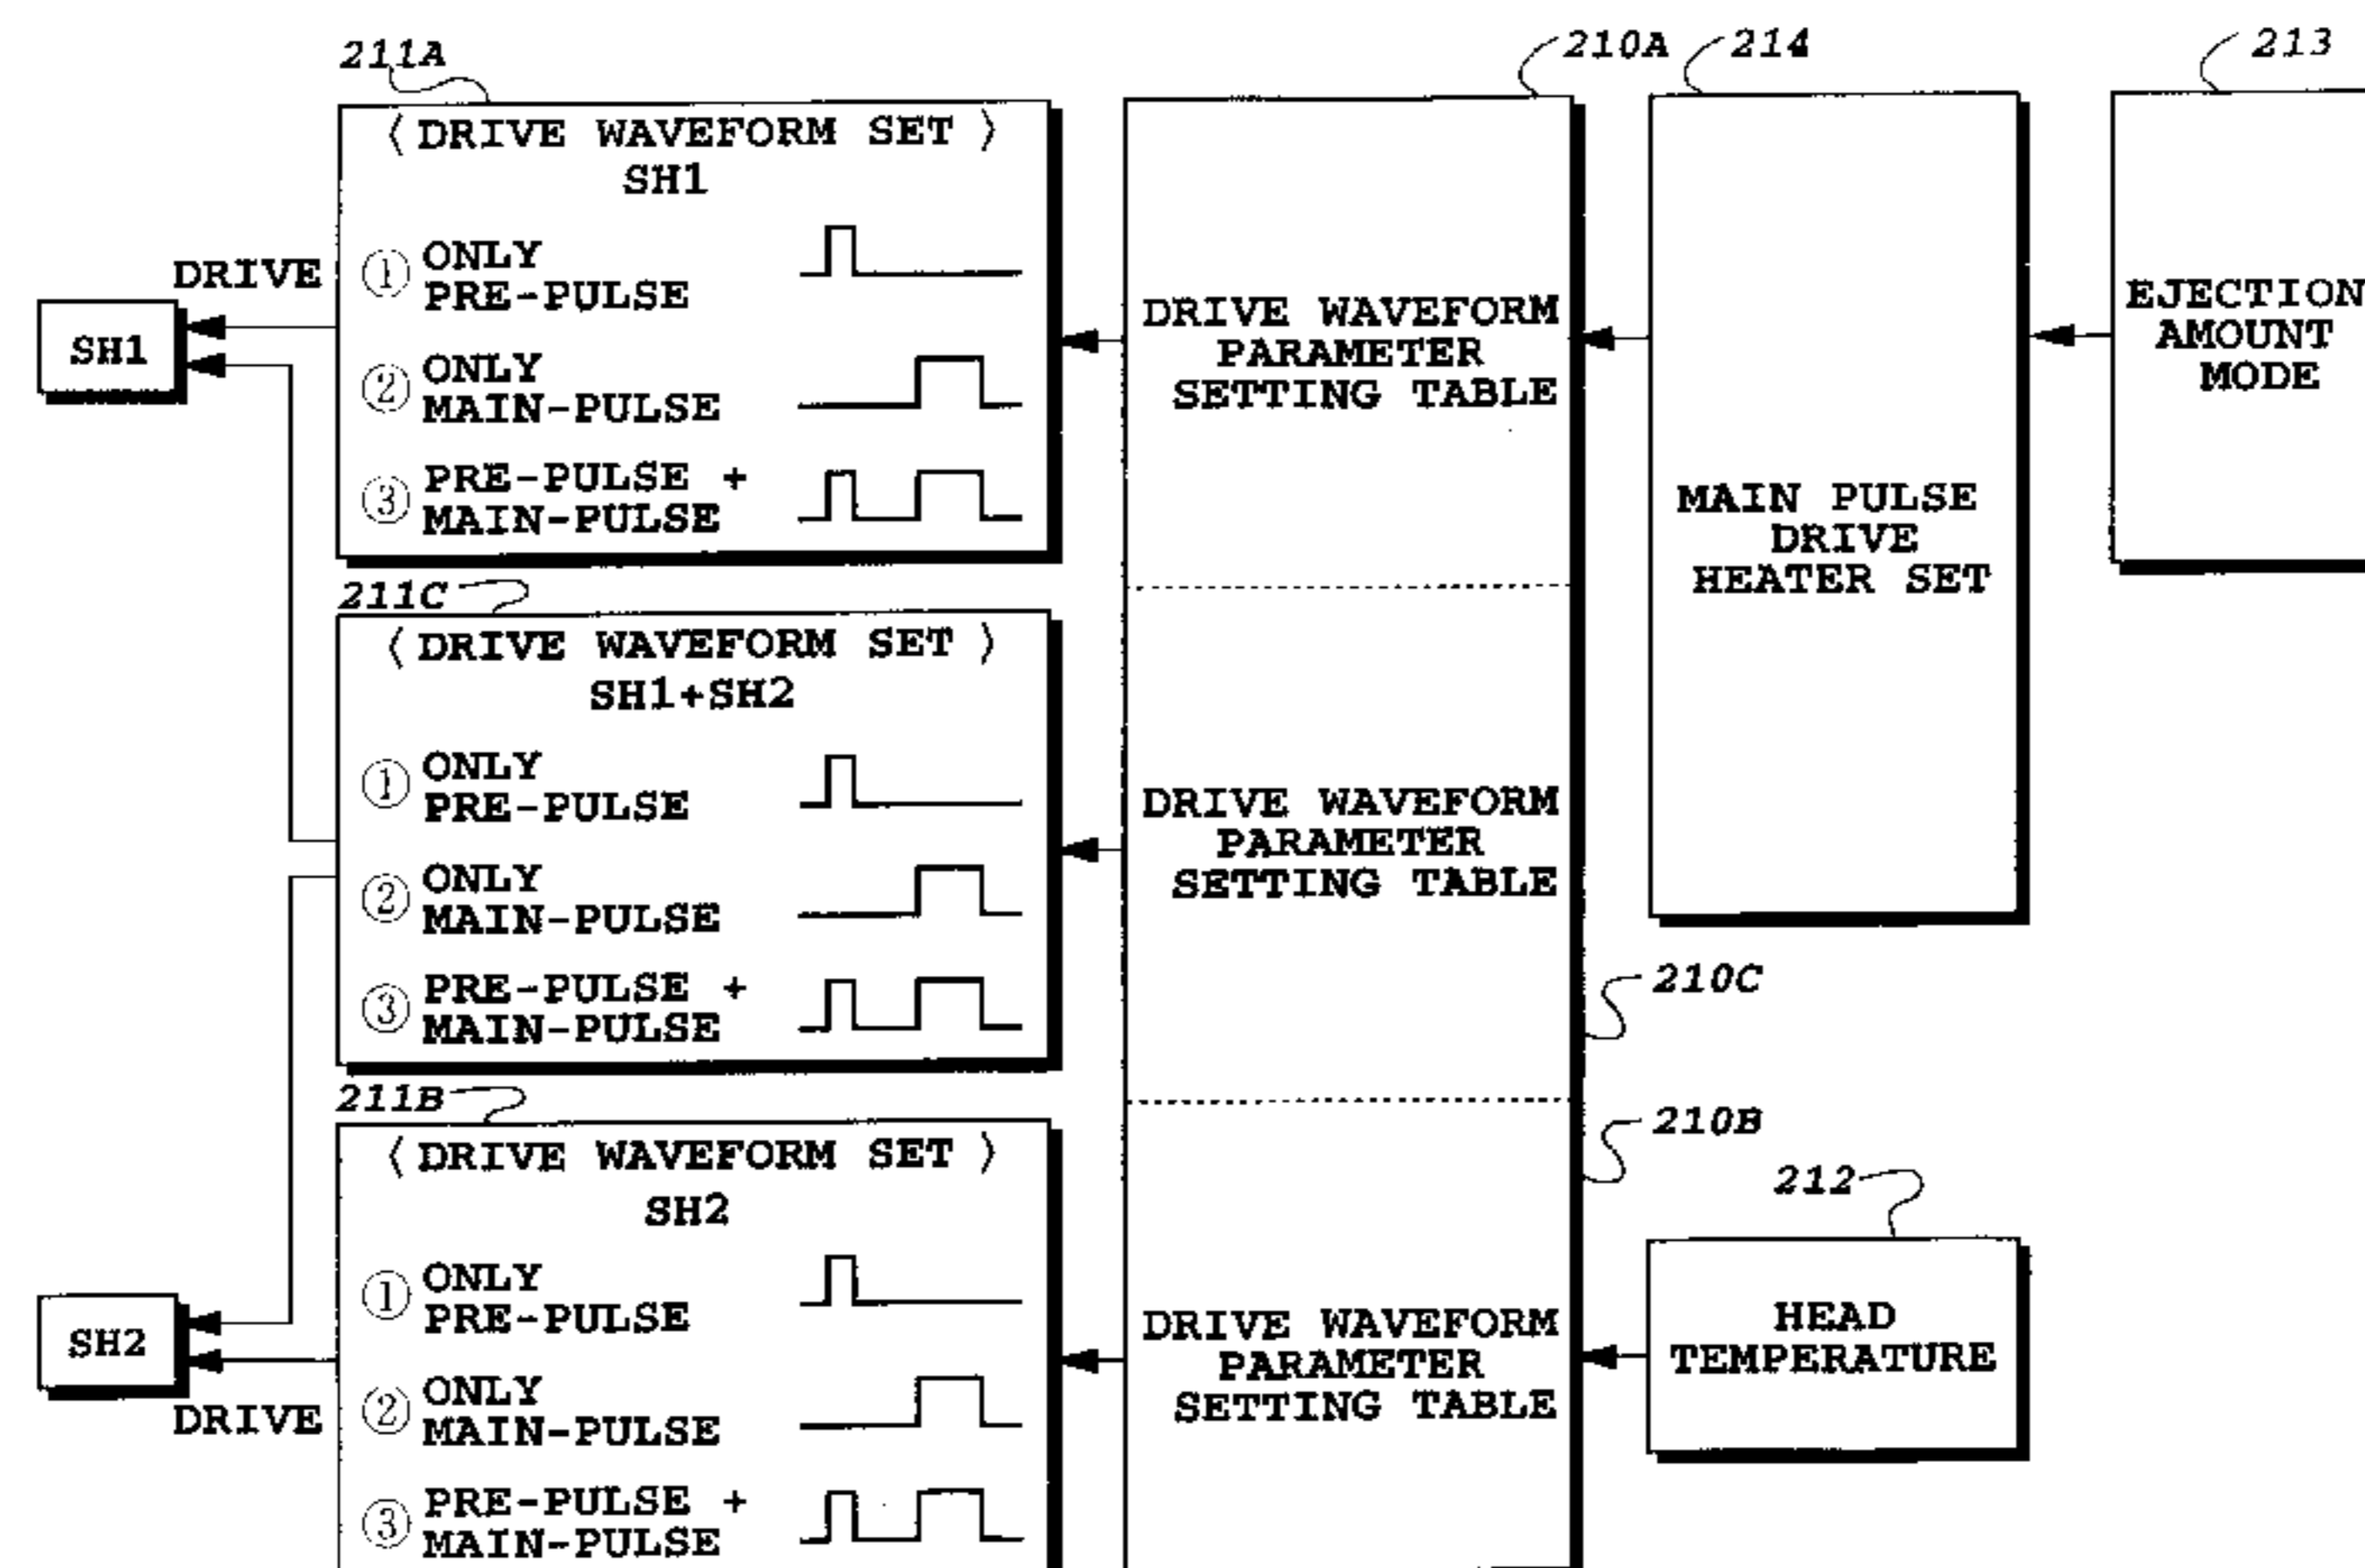 211A
210A
214
213
〈 DRIVE WAVEFORM SET 〉
SH1
① ONLY
PRE-PULSE
② ONLY
MAIN-PULSE
③ PRE-PULSE +
MAIN-PULSE
DRIVE
SH1
DRIVE WAVEFORM
PARAMETER
SETTING TABLE
MAIN PULSE
DRIVE
HEATER SET
EJECTION
AMOUNT
MODE
211C
〈 DRIVE WAVEFORM SET 〉
SH1+SH2
① ONLY
PRE-PULSE
② ONLY
MAIN-PULSE
③ PRE-PULSE +
MAIN-PULSE
DRIVE WAVEFORM
PARAMETER
SETTING TABLE
210C
211B
〈 DRIVE WAVEFORM SET 〉
SH2
① ONLY
PRE-PULSE
② ONLY
MAIN-PULSE
③ PRE-PULSE +
MAIN-PULSE
SH2
DRIVE
DRIVE WAVEFORM
PARAMETER
SETTING TABLE
210B
212
HEAD
TEMPERATURE